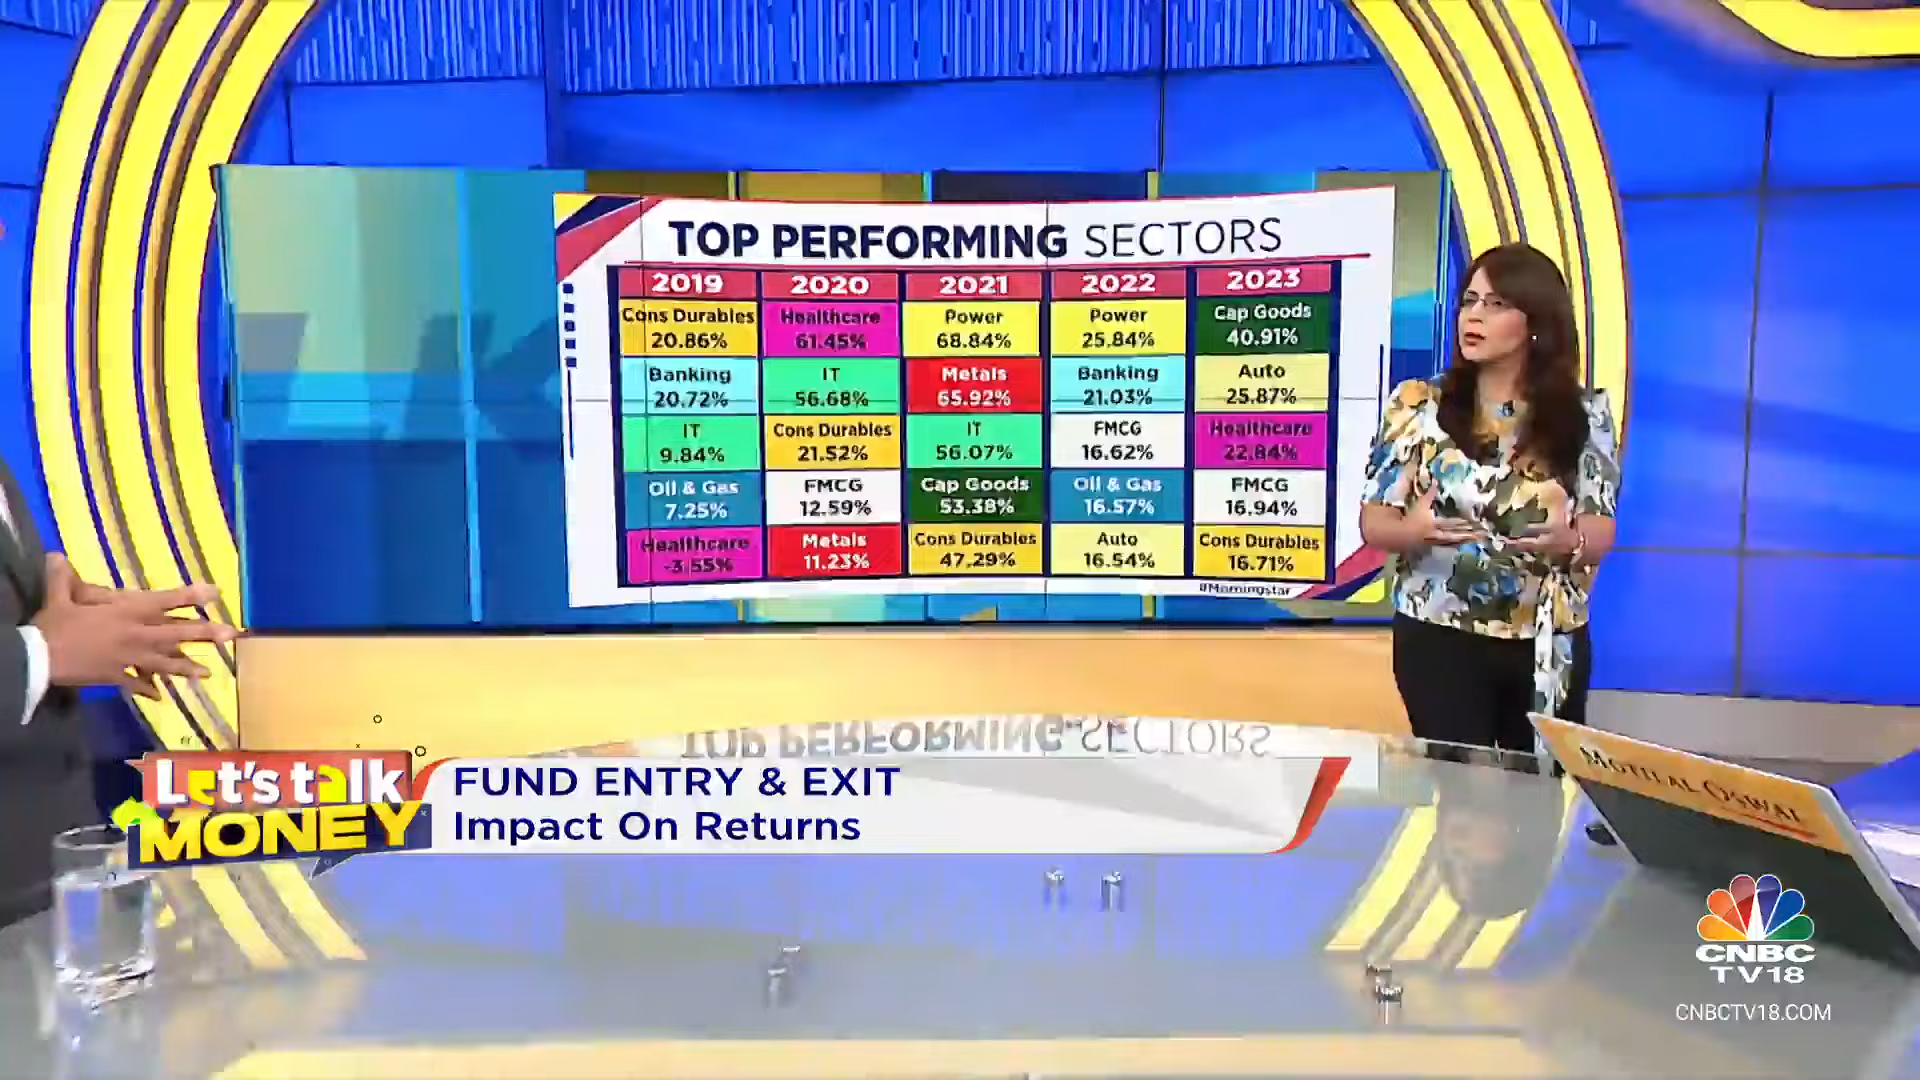 TOP PERFORMING SECTORS
2019 2020 2021 2022 2023
Cons Durables Healthcare Power Power Cap Goods
20.86% 61.45% 68.84% 25.84% 40.91%
Banking IT Metals Banking Auto
20.72% 56.68% 65.92% 21.03% 25.87%
IT Cons Durables IT FMCG Healthcare
9.84% 21.52% 56.07% 16.62% 22.84%
Oil & Gas FMCG Cap Goods Oil & Gas FMCG
7.25% 12.59% 53.38% 16.57% 16.94%
Healthcare Metals Cons Durables Auto Cons Durables
-3.55% 11.23% 47.29% 16.54% 16.71%
#Morningstar
TOP PERFORMING SECTORS
Let's talk
MONEY
FUND ENTRY & EXIT
Impact On Returns
MOTILAL OSWAL
CNBC
TV18
CNBCTV18.COM